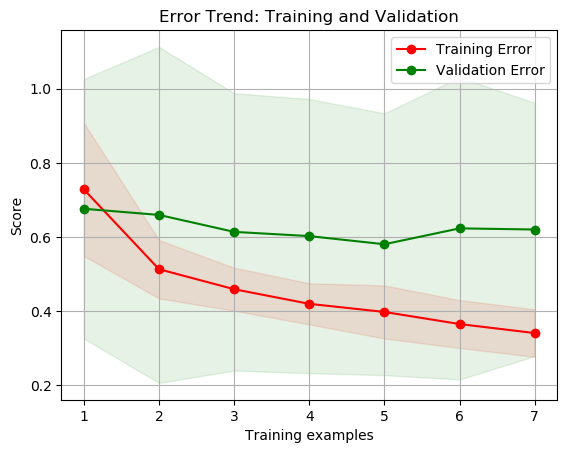 Error Trend: Training and Validation
Training Error
Validation Error
Score
1.0
0.8
0.6
0.4
0.2
1 2 3 4 5 6 7
Training examples